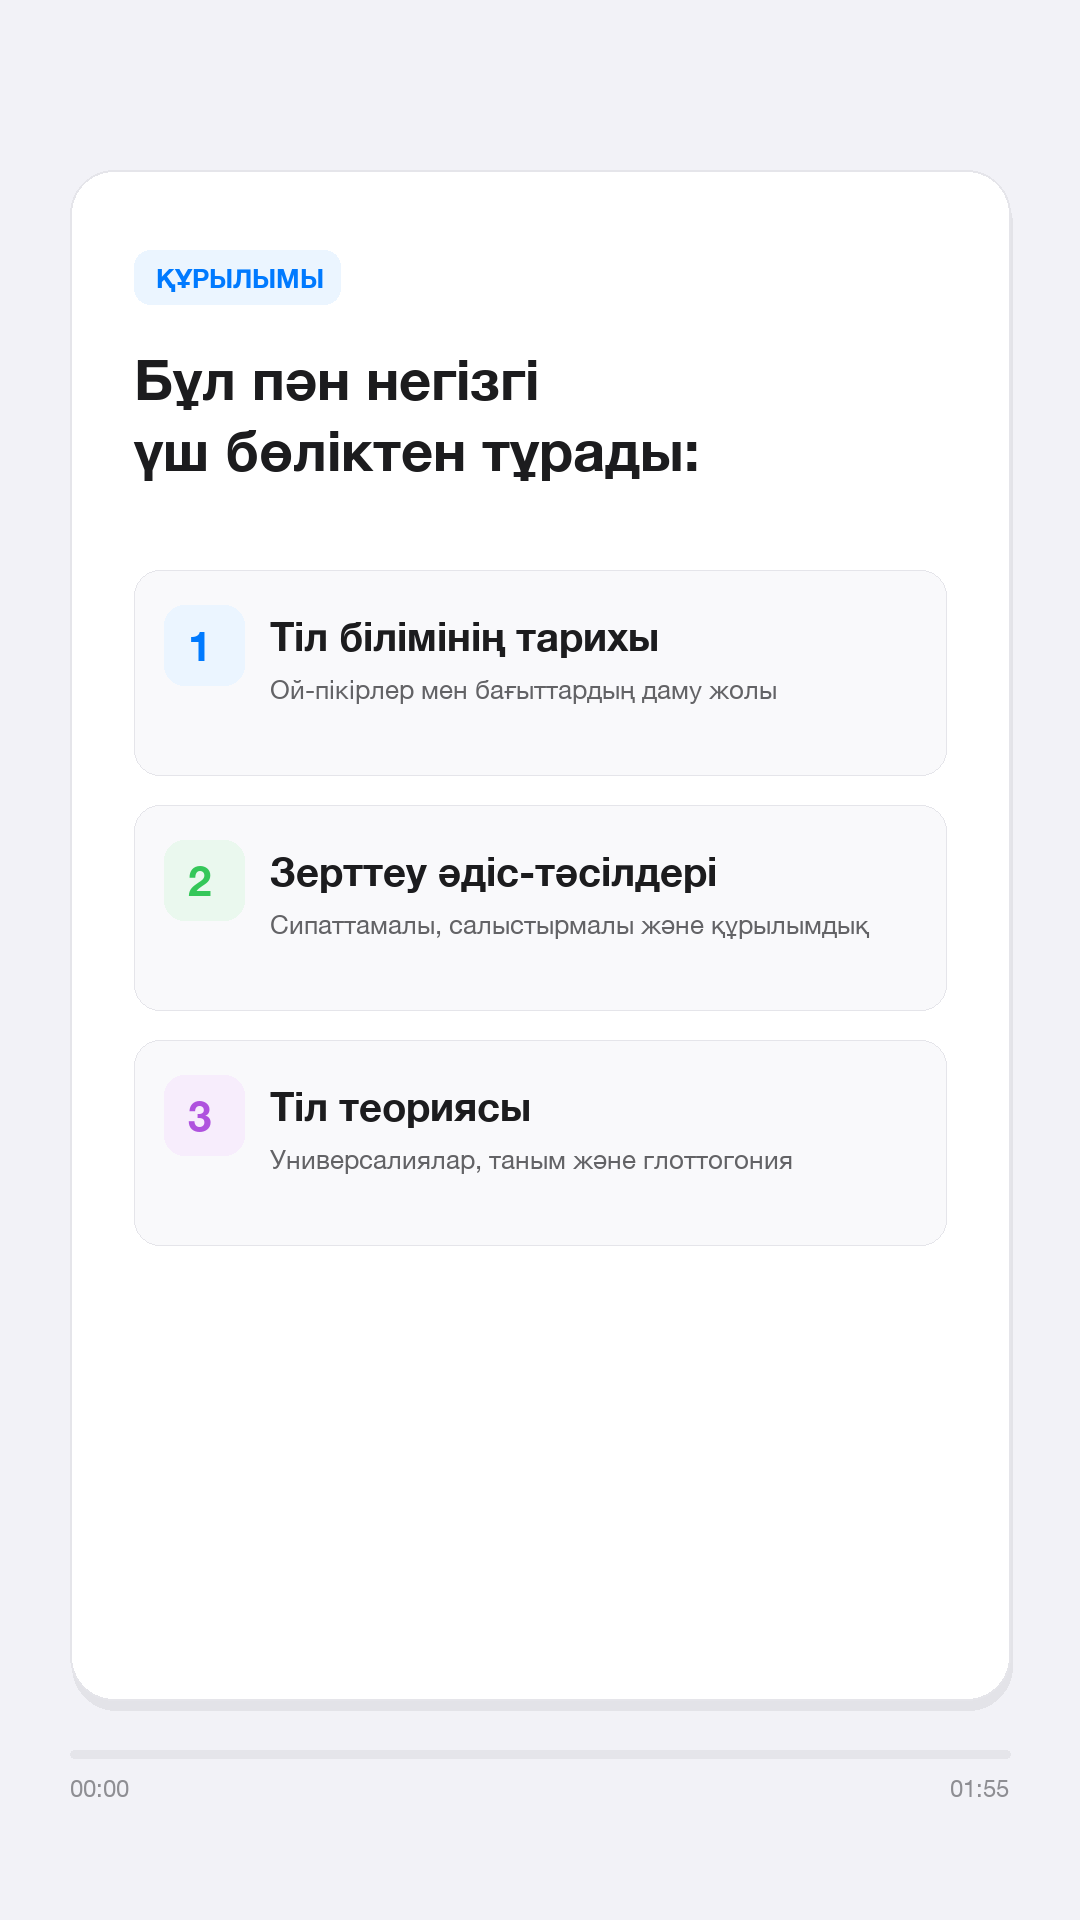 ҚҰРЫЛЫМЫ
Бұл пән негізгі
үш бөліктен тұрады:
1
Тіл білімінің тарихы
Ой-пікірлер мен бағыттардың даму жолы
2
Зерттеу әдіс-тәсілдері
Сипаттамалы, салыстырмалы және құрылымдық
3
Тіл теориясы
Универсалиялар, таным және глоттогония
00:00
01:55